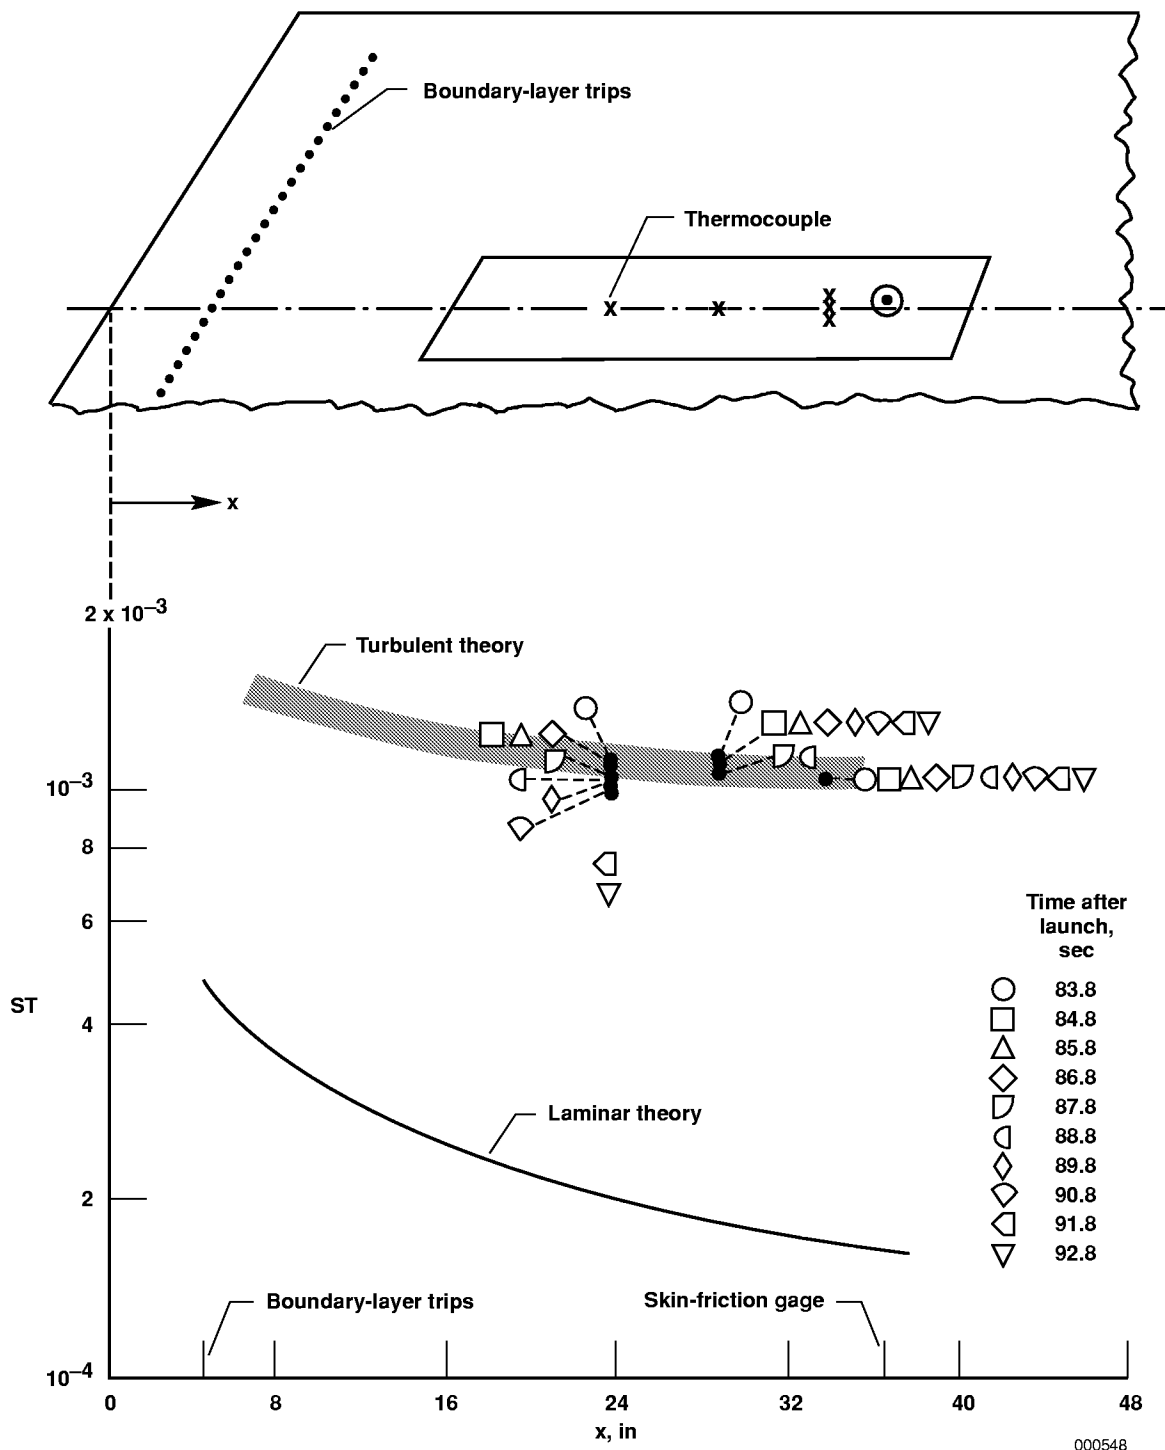 Boundary-layer trips
Thermocouple
x
x
x
x
x
x
2 x 10–3
Turbulent theory
10–3
8
6
ST
4
Laminar theory
2
Time after
launch,
sec
83.8
84.8
85.8
86.8
87.8
88.8
89.8
90.8
91.8
92.8
Boundary-layer trips
Skin-friction gage
10–4
0 8 16 24 32 40 48
x, in
000548